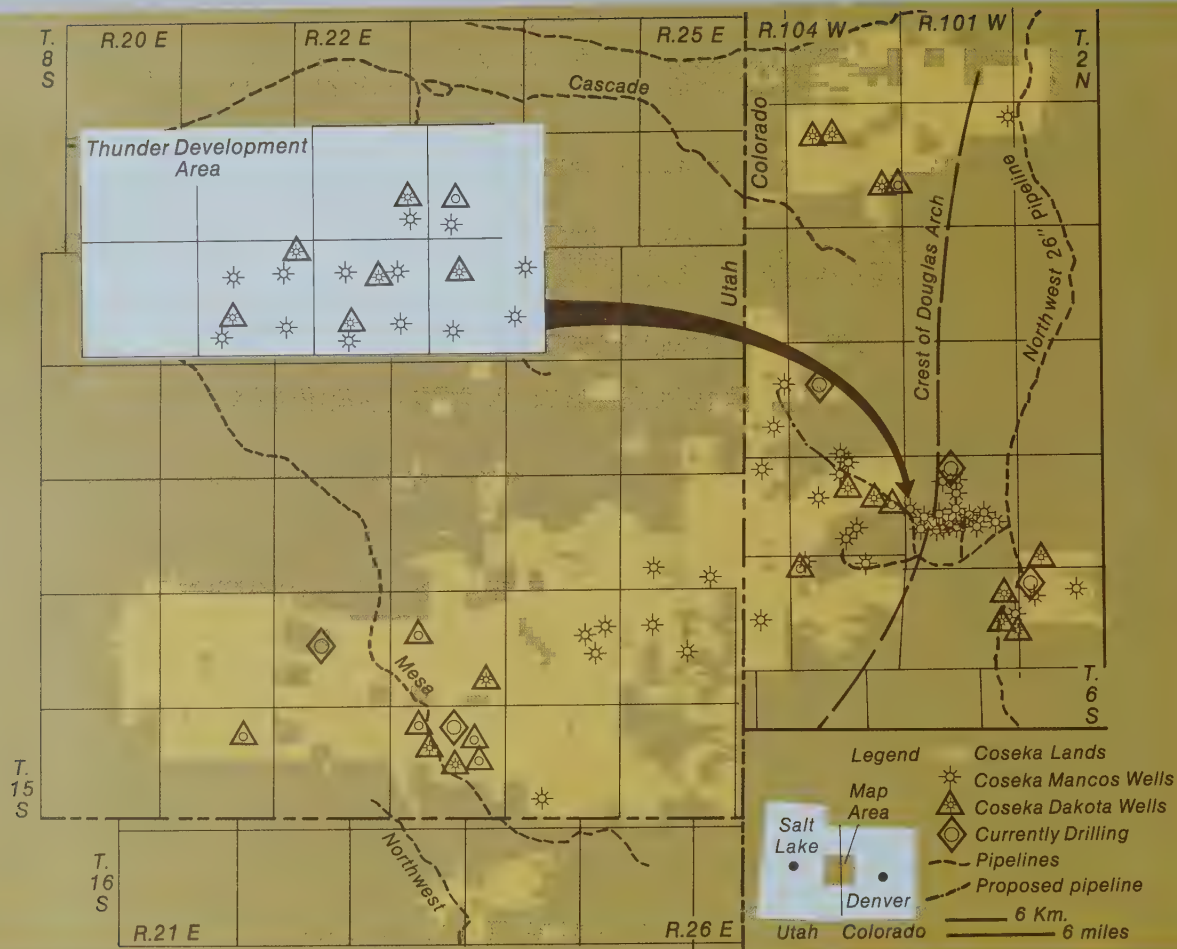 T. 8 S
R.20 E
R.22 E
R.25 E
R.104 W
R.101 W
T. 2 N
Cascade
Colorado
Utah
Thunder Development
Area
Crest of Douglas Arch
Northwest 26" Pipeline
Mesa
T. 15 S
T. 6 S
T. 16 S
Northwest
R.21 E
R.26 E
Legend
Coseka Lands
Coseka Mancos Wells
Map
Area
Coseka Dakota Wells
Salt
Lake
Currently Drilling
Pipelines
Denver
Proposed pipeline
6 Km.
Utah Colorado
6 miles